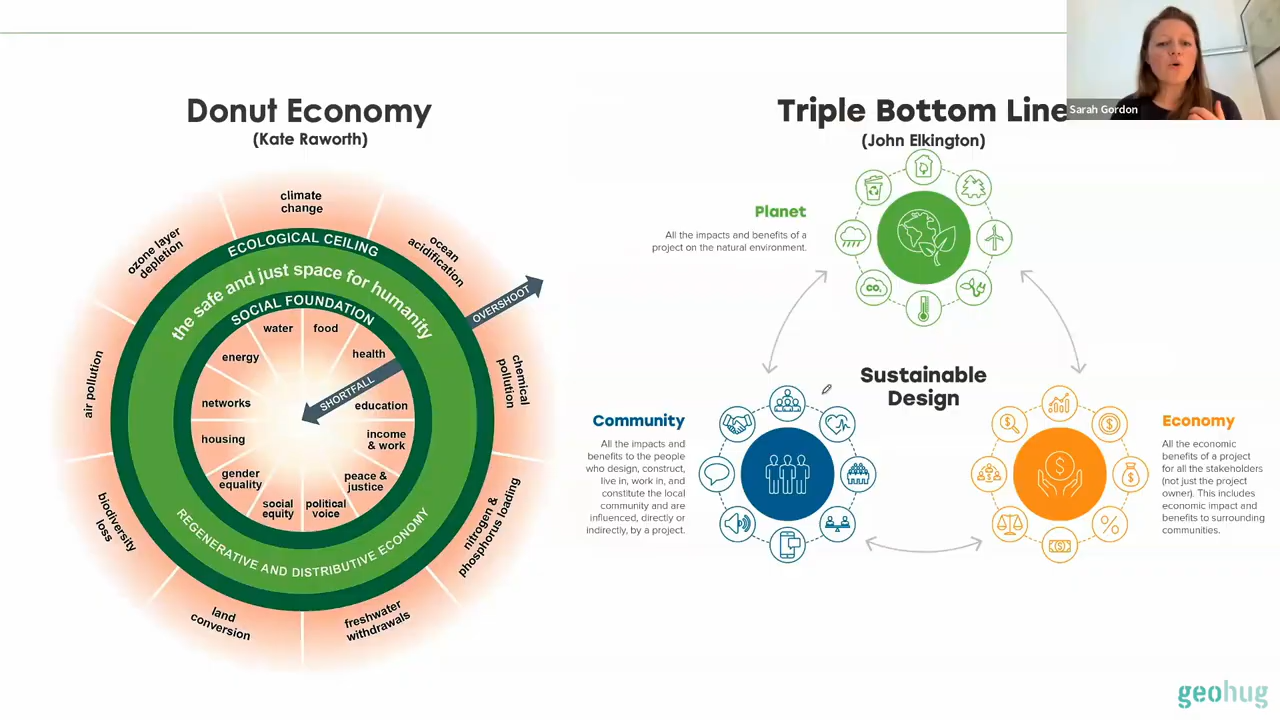 Donut Economy
(Kate Raworth)
climate
change
ocean
acidification
chemical
pollution
nitrogen &
phosphorus loading
freshwater
withdrawals
land
conversion
biodiversity
loss
air pollution
ozone layer
depletion
ECOLOGICAL CEILING
the safe and just space for humanity
SOCIAL FOUNDATION
OVERSHOOT
SHORTFALL
water
food
health
education
income
& work
peace &
justice
political
voice
social
equity
gender
equality
housing
networks
energy
REGENERATIVE AND DISTRIBUTIVE ECONOMY
Triple Bottom Line
(John Elkington)
Planet
All the impacts and benefits of a
project on the natural environment.
CO₂
Sustainable
Design
Community
All the impacts and
benefits to the people
who design, construct,
live in, work in, and
constitute the local
community and are
influenced, directly or
indirectly, by a project.
Economy
All the economic
benefits of a project
for all the stakeholders
(not just the project
owner). This includes
economic impact and
benefits to surrounding
communities.
$
$
$
$
$
%
$
Sarah Gordon
geohug